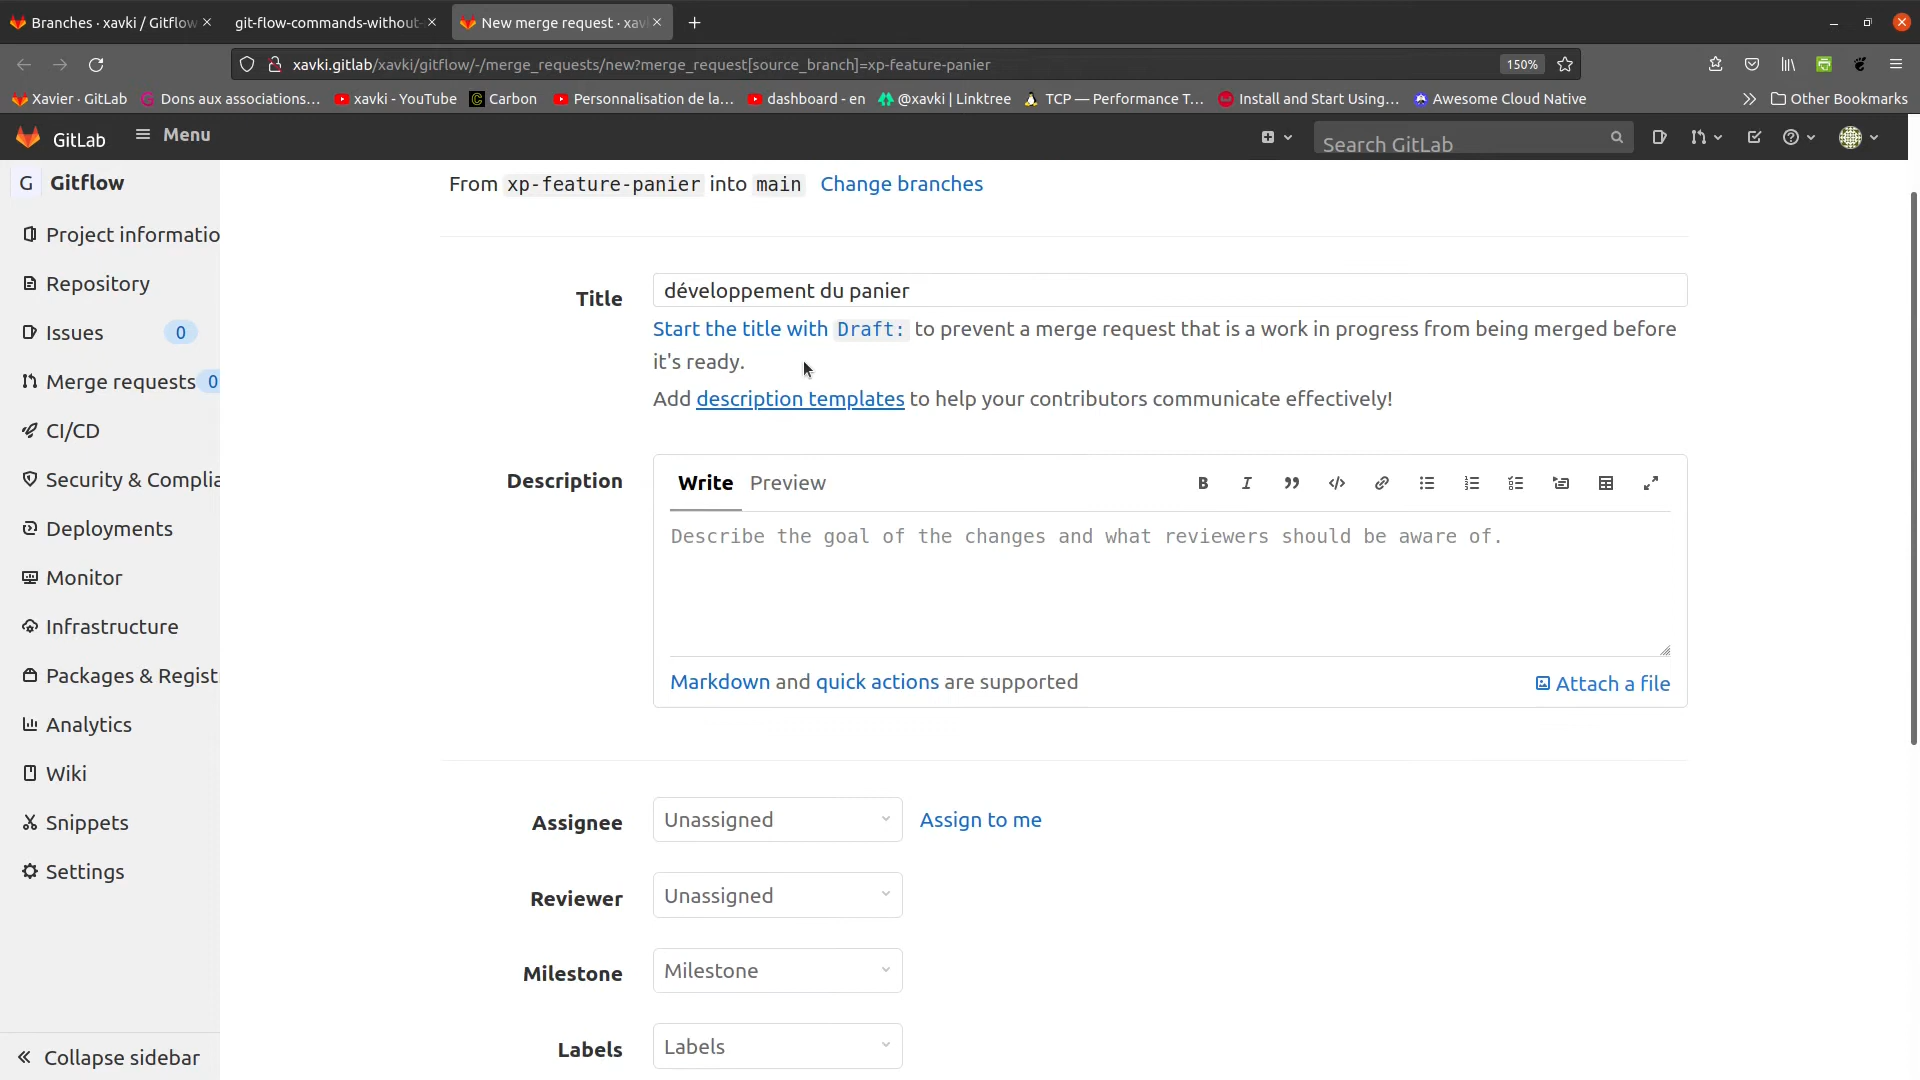 Branches · xavki / Gitflow
git-flow-commands-without-
New merge request · xavk
xavki.gitlab/xavki/gitflow/-/merge_requests/new?merge_request[source_branch]=xp-feature-panier
150%
Xavier · GitLab
Dons aux associations…
xavki - YouTube
Carbon
Personnalisation de la…
dashboard - en
@xavki | Linktree
TCP — Performance T…
Install and Start Using…
Awesome Cloud Native
Other Bookmarks
GitLab
Menu
Search GitLab
G Gitflow
Project informatio
Repository
Issues 0
Merge requests 0
CI/CD
Security & Complia
Deployments
Monitor
Infrastructure
Packages & Regist
Analytics
Wiki
Snippets
Settings
Collapse sidebar
From xp-feature-panier into main Change branches
Title
développement du panier
Start the title with Draft: to prevent a merge request that is a work in progress from being merged before
it's ready.
Add description templates to help your contributors communicate effectively!
Description
Write Preview
Describe the goal of the changes and what reviewers should be aware of.
Markdown and quick actions are supported
Attach a file
Assignee
Unassigned
Assign to me
Reviewer
Unassigned
Milestone
Milestone
Labels
Labels